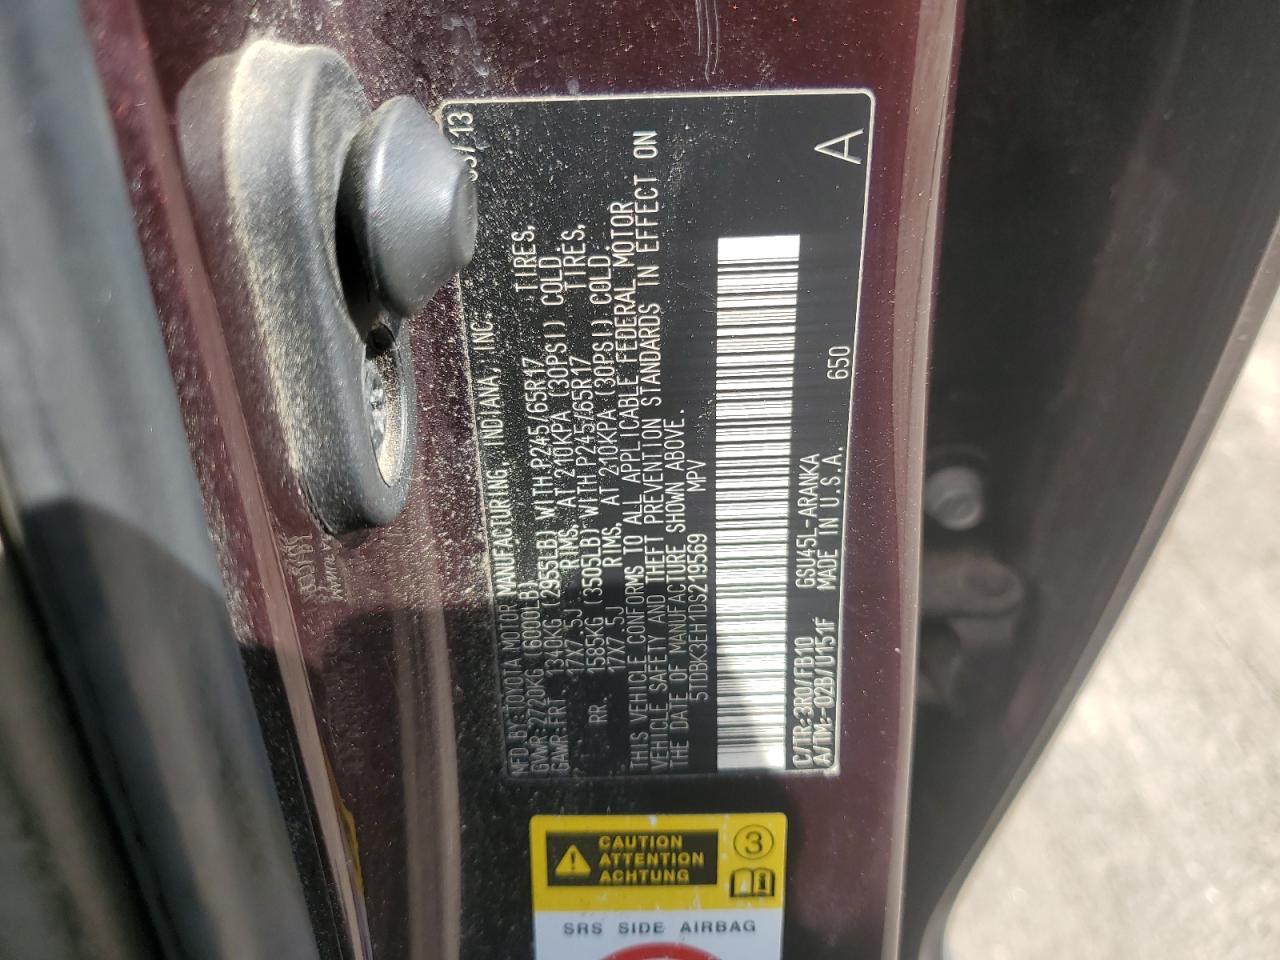 MFD. BY: TOYOTA MOTOR MANUFACTURING, INDIANA, INC. /13
GVWR: 2720KG (6000LB)
GAWR: FRT. 1340KG (2955LB) WITH P245/65R17 TIRES,
17X7.5J RIMS, AT 210KPA (30PSI) COLD.
RR. 1585KG (3505LB) WITH P245/65R17 TIRES,
17X7.5J RIMS, AT 210KPA (30PSI) COLD.
THIS VEHICLE CONFORMS TO ALL APPLICABLE FEDERAL MOTOR
VEHICLE SAFETY AND THEFT PREVENTION STANDARDS IN EFFECT ON
THE DATE OF MANUFACTURE SHOWN ABOVE.
5TDBK3EH1DS219569 MPV
C/TR: 3R0/FB10 GSU45L-ARANKA 650 A
A/TM: -02B/U151F MADE IN U.S.A.
CAUTION
ATTENTION
ACHTUNG
3
i
SRS SIDE AIRBAG